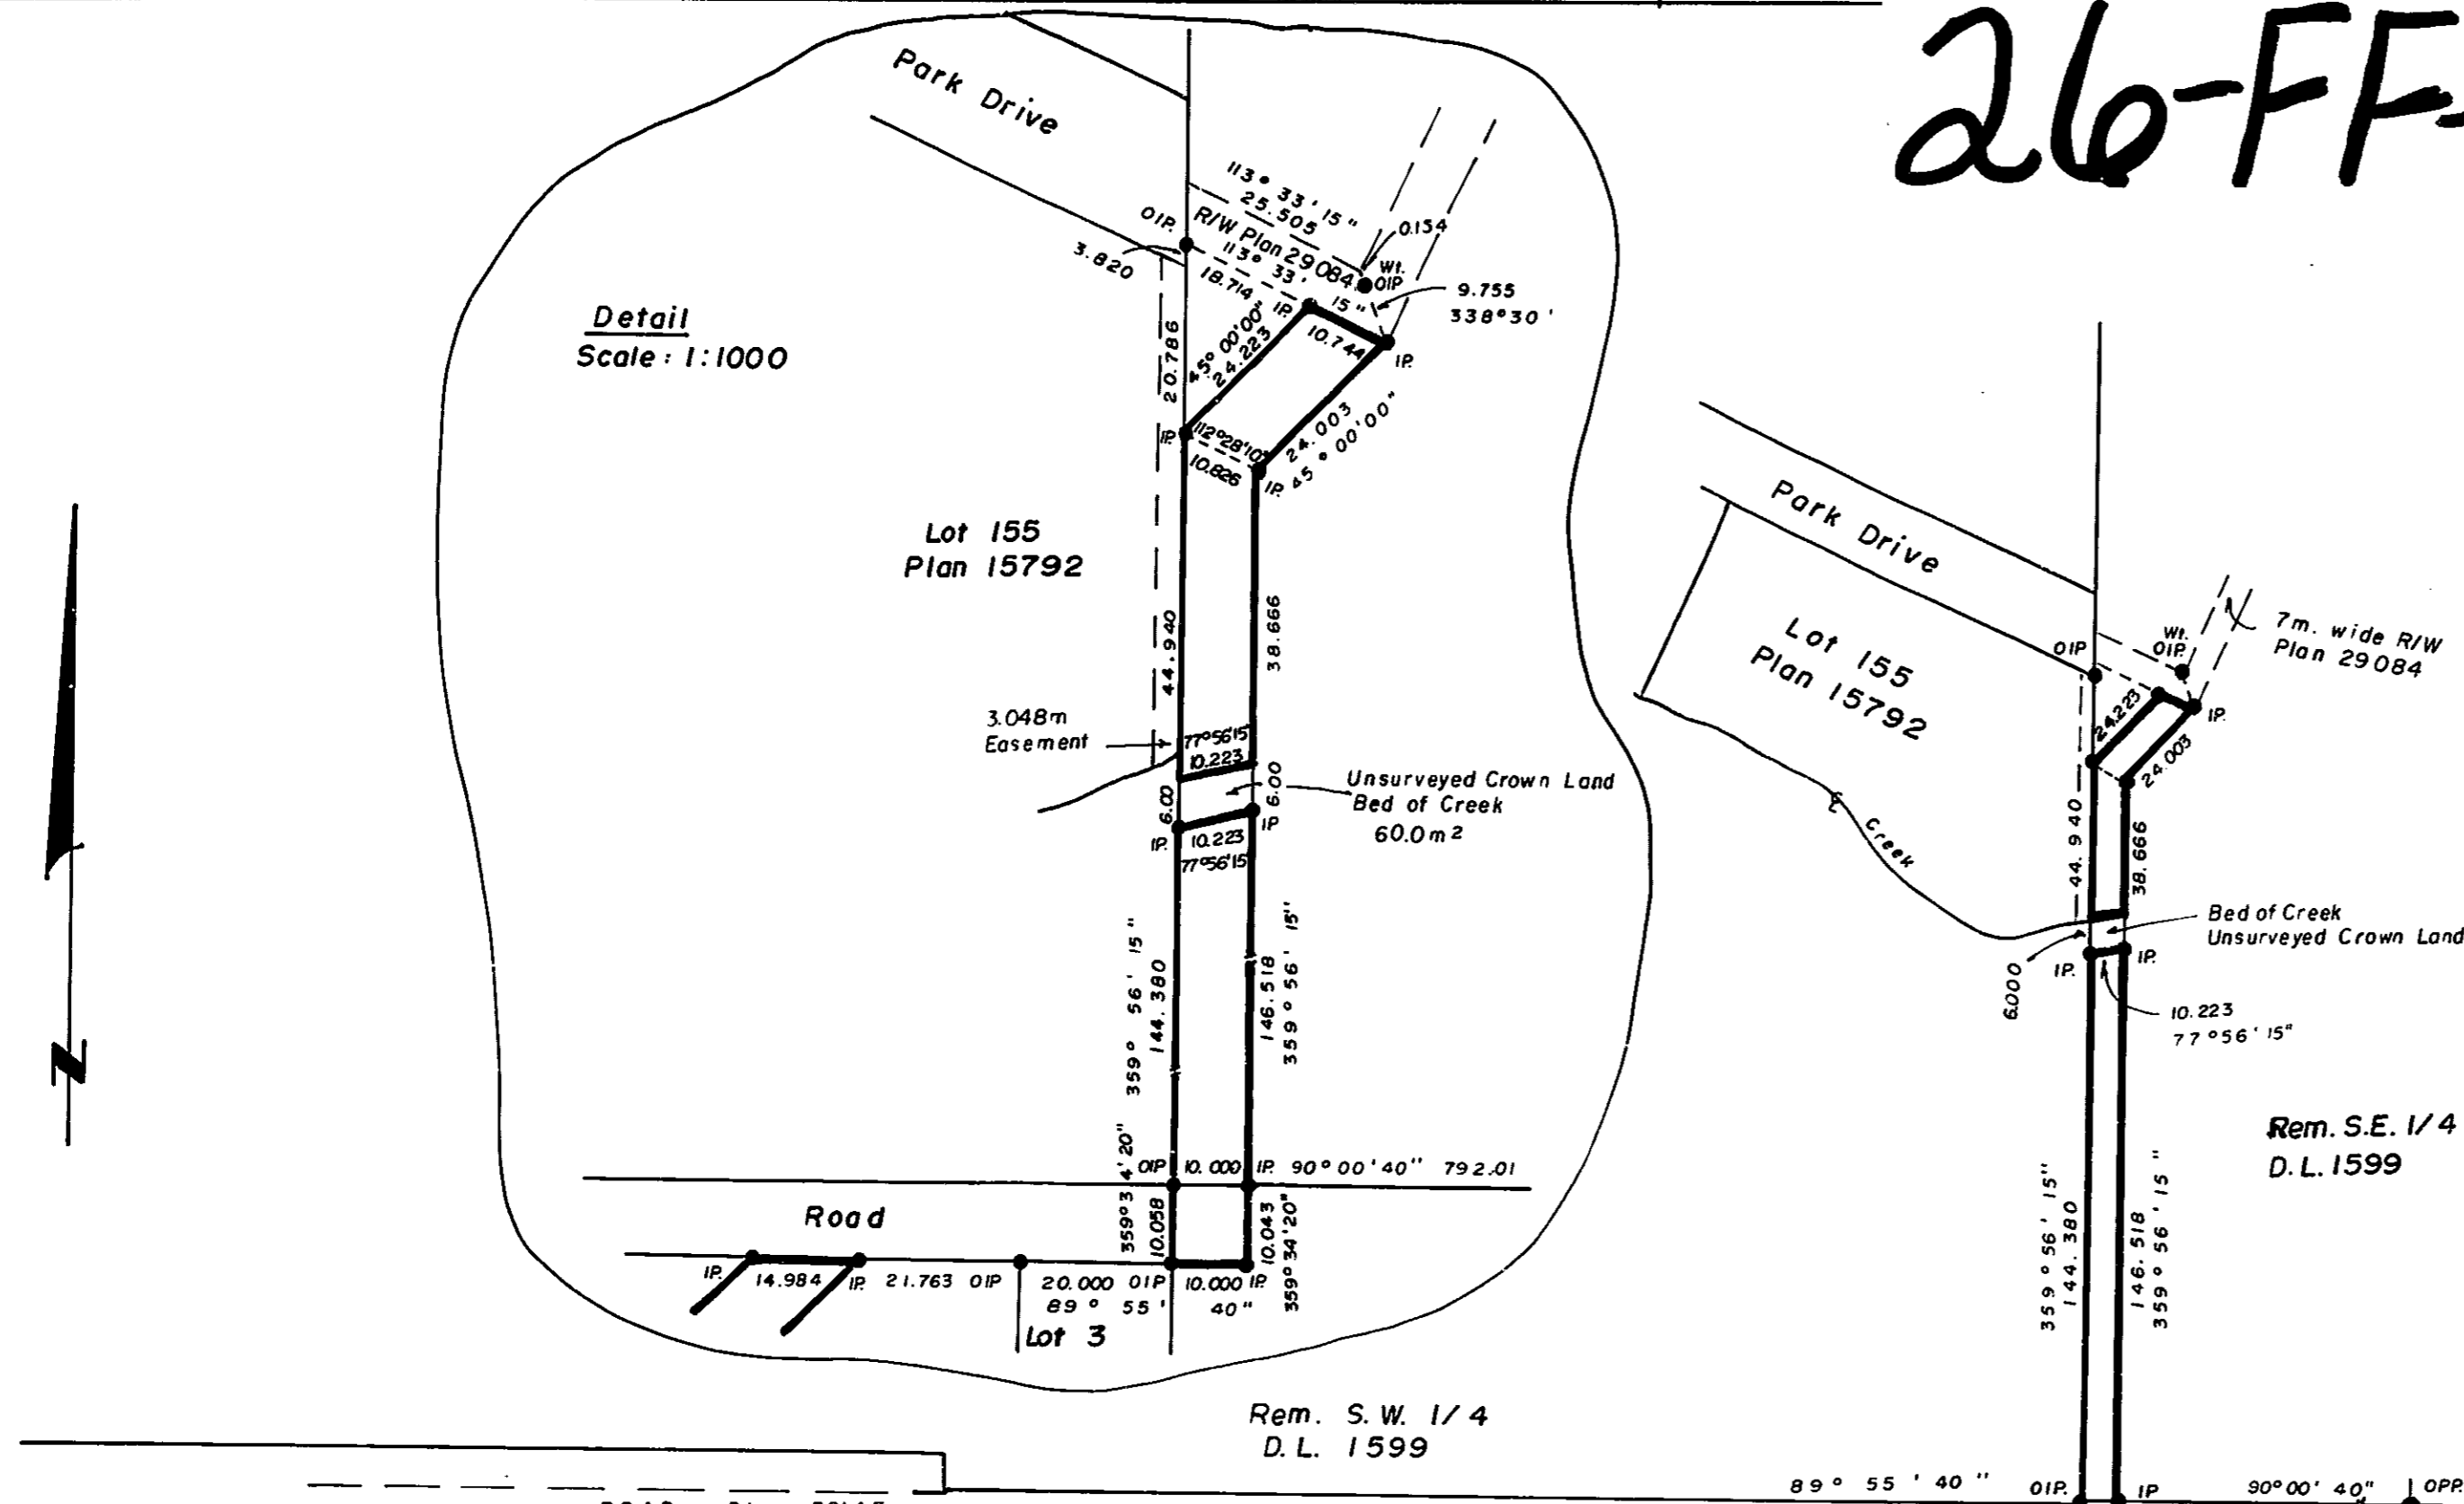 26-FF-
Park Drive
113° 33' 15"
25.505
R/W Plan 29084
0.154
OIP.
3.820
113° 33' 15"
18.714
Wt.
OIP
IP.
9.755
338°30'
Detail
Scale: 1:1000
20.786
45° 00'00"
24.223
10.744
IP.
IP.
112°28'10"
10.826
24.003
45° 00'00"
IP.
Lot 155
Plan 15792
44.940
38.666
3.048m
Easement
77°56'15"
10.223
6.00
6.00
Unsurveyed Crown Land
Bed of Creek
60.0 m2
IP.
IP
10.223
77°56'15"
359° 56' 15"
144.380
146.518
359° 56' 15"
359°34'20"
OIP 10.000 IP. 90°00'40" 792.01
Road
10.058
10.043
359°34'20"
IP. 14.984 IP. 21.763 OIP 20.000 OIP 10.000 IP.
89° 55' 40"
Lot 3
Rem. S.W. 1/4
D.L. 1599
Park Drive
Lot 155
Plan 15792
OIP
Wt.
OIP.
7m. wide R/W
Plan 29084
24.223
IP.
24.003
Creek
44.940
38.666
Bed of Creek
Unsurveyed Crown Land
IP.
IP.
6.000
10.223
77°56'15"
Rem. S.E. 1/4
D.L. 1599
359°56'15"
144.380
146.518
359°56'15"
89° 55' 40" OIP. IP 90°00'40" OPP.